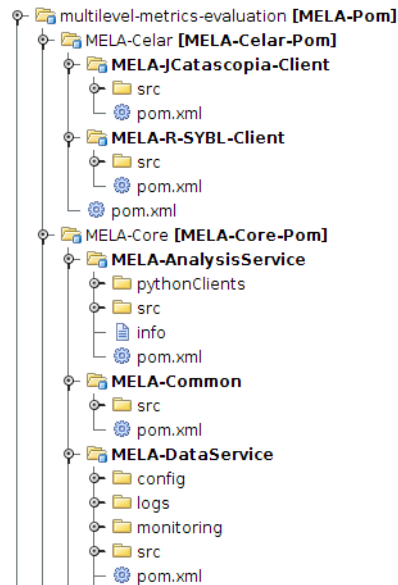 multilevel-metrics-evaluation [MELA-Pom]
MELA-Celar [MELA-Celar-Pom]
MELA-JCatascopia-Client
src
pom.xml
MELA-R-SYBL-Client
src
pom.xml
pom.xml
MELA-Core [MELA-Core-Pom]
MELA-AnalysisService
pythonClients
src
info
pom.xml
MELA-Common
src
pom.xml
MELA-DataService
config
logs
monitoring
src
pom.xml